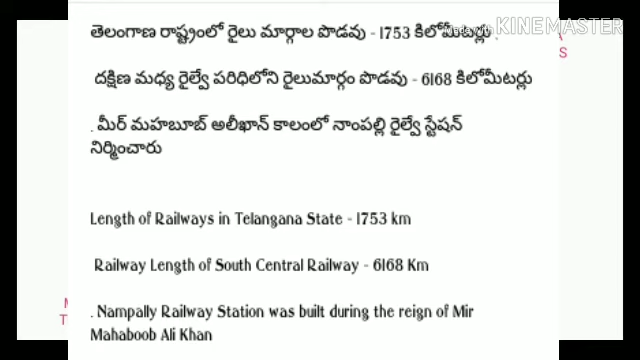 తెలంగాణ రాష్ట్రంలో రైలు మార్గాల పొడవు - 1753 కిలోమీటర్లు .
Made with KINEMASTER
దక్షిణ మధ్య రైల్వే పరిధిలోని రైలుమార్గం పొడవు - 6168 కిలోమీటర్లు
. మీర్ మహబూబ్ అలీఖాన్ కాలంలో నాంపల్లి రైల్వే స్టేషన్
నిర్మించారు
Length of Railways in Telangana State - 1753 km
Railway Length of South Central Railway - 6168 Km
. Nampally Railway Station was built during the reign of Mir
Mahaboob Ali Khan